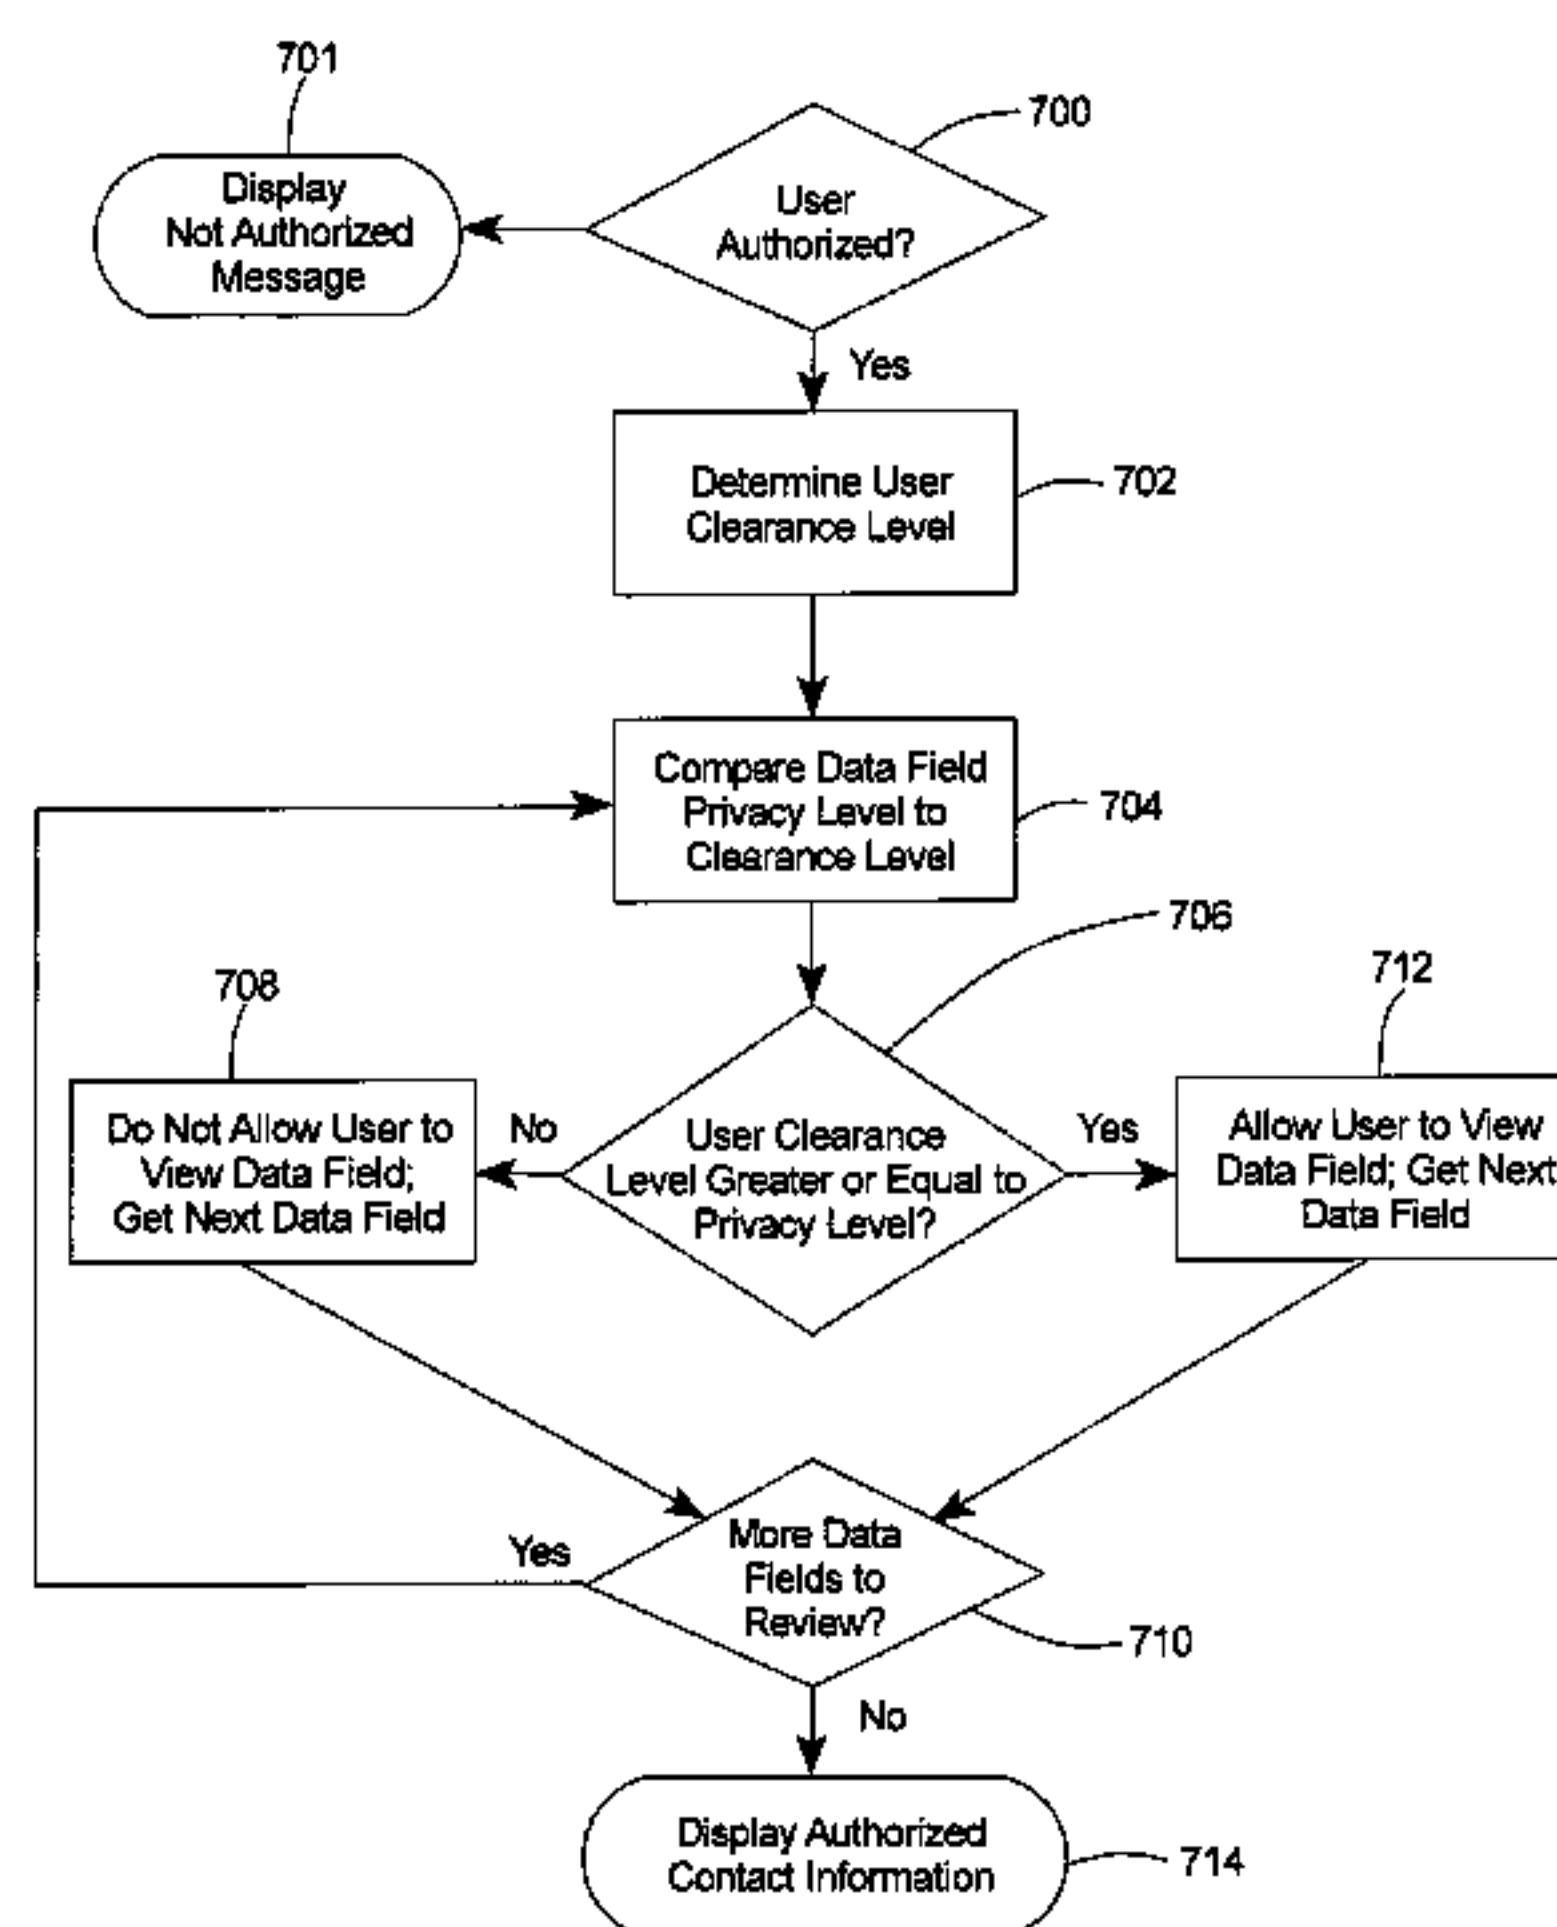 701
700
Display
Not Authorized
Message
User
Authorized?
Yes
Determine User
Clearance Level
702
Compare Data Field
Privacy Level to
Clearance Level
704
706
708
712
Do Not Allow User to
View Data Field;
Get Next Data Field
No
User Clearance
Level Greater or Equal to
Privacy Level?
Yes
Allow User to View
Data Field; Get Next
Data Field
Yes
More Data
Fields to
Review?
710
No
Display Authorized
Contact Information
714